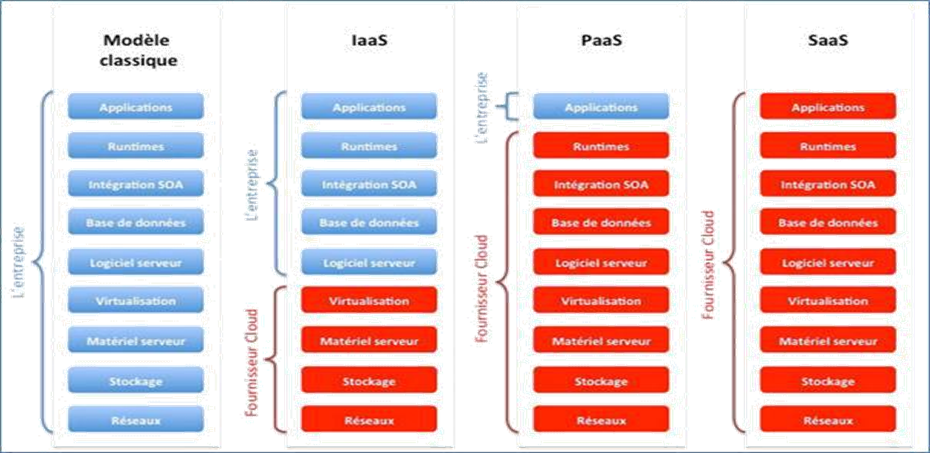 Modèle
classique
L'entreprise
Applications
Runtimes
Intégration SOA
Base de données
Logiciel serveur
Virtualisation
Matériel serveur
Stockage
Réseaux
IaaS
L'entreprise
Fournisseur Cloud
Applications
Runtimes
Intégration SOA
Base de données
Logiciel serveur
Virtualisation
Matériel serveur
Stockage
Réseaux
PaaS
L'entreprise
Fournisseur Cloud
Applications
Runtimes
Intégration SOA
Base de données
Logiciel serveur
Virtualisation
Matériel serveur
Stockage
Réseaux
SaaS
Fournisseur Cloud
Applications
Runtimes
Intégration SOA
Base de données
Logiciel serveur
Virtualisation
Matériel serveur
Stockage
Réseaux